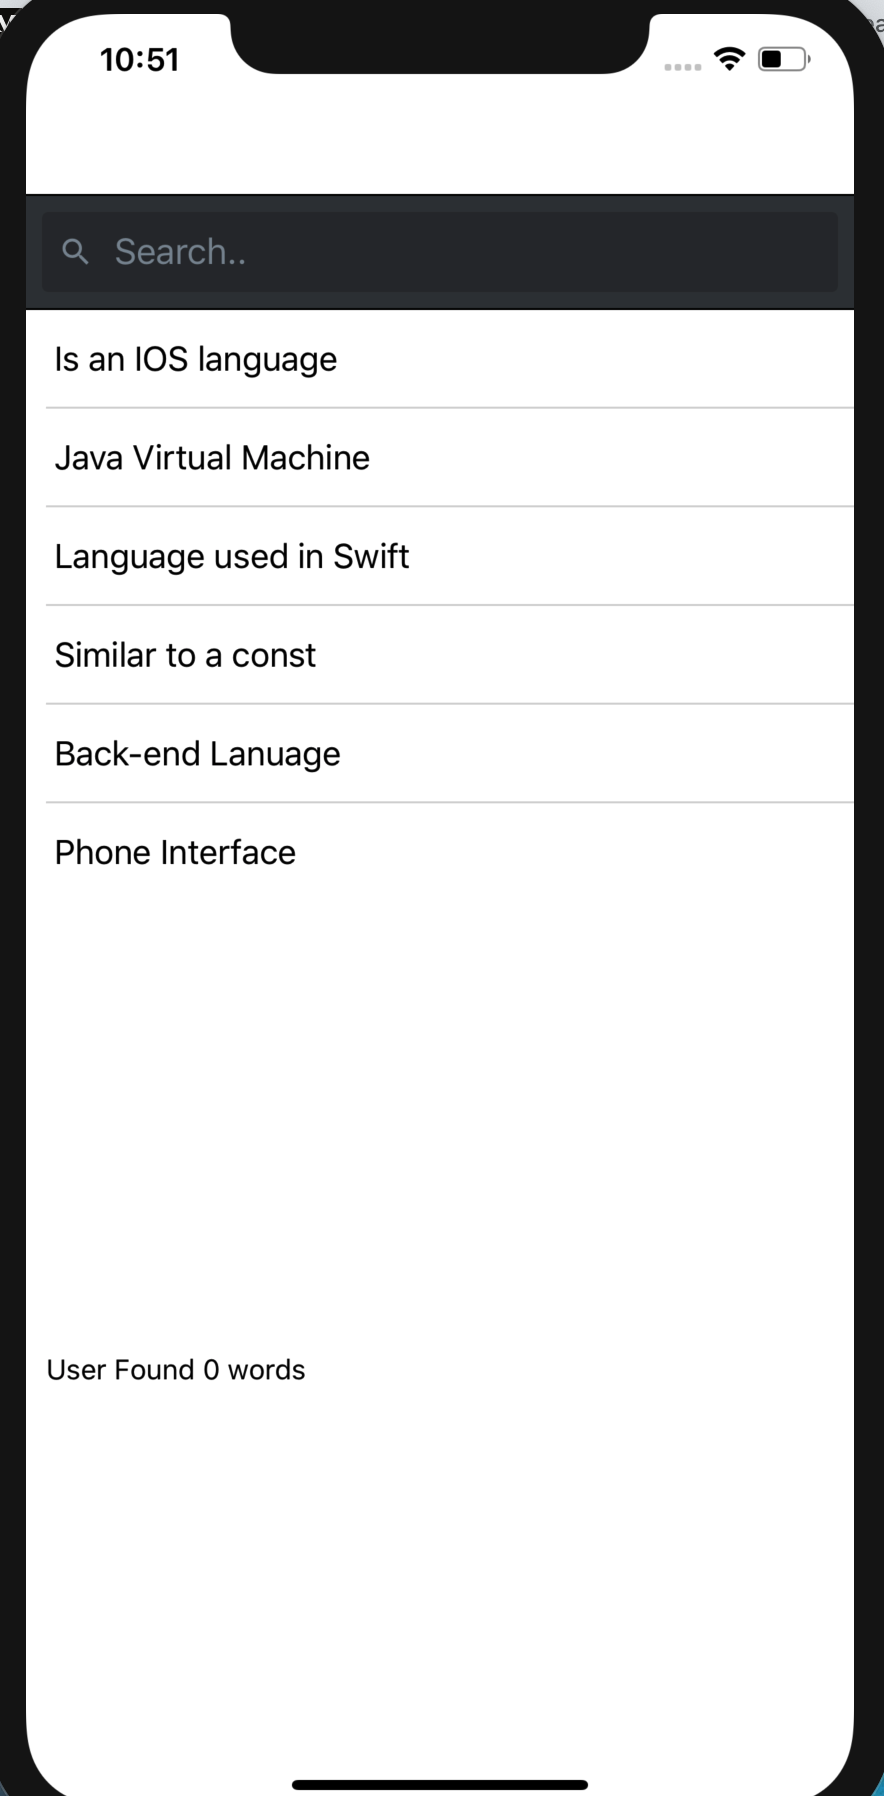 10:51
Search..
Is an IOS language
Java Virtual Machine
Language used in Swift
Similar to a const
Back-end Lanuage
Phone Interface
User Found 0 words